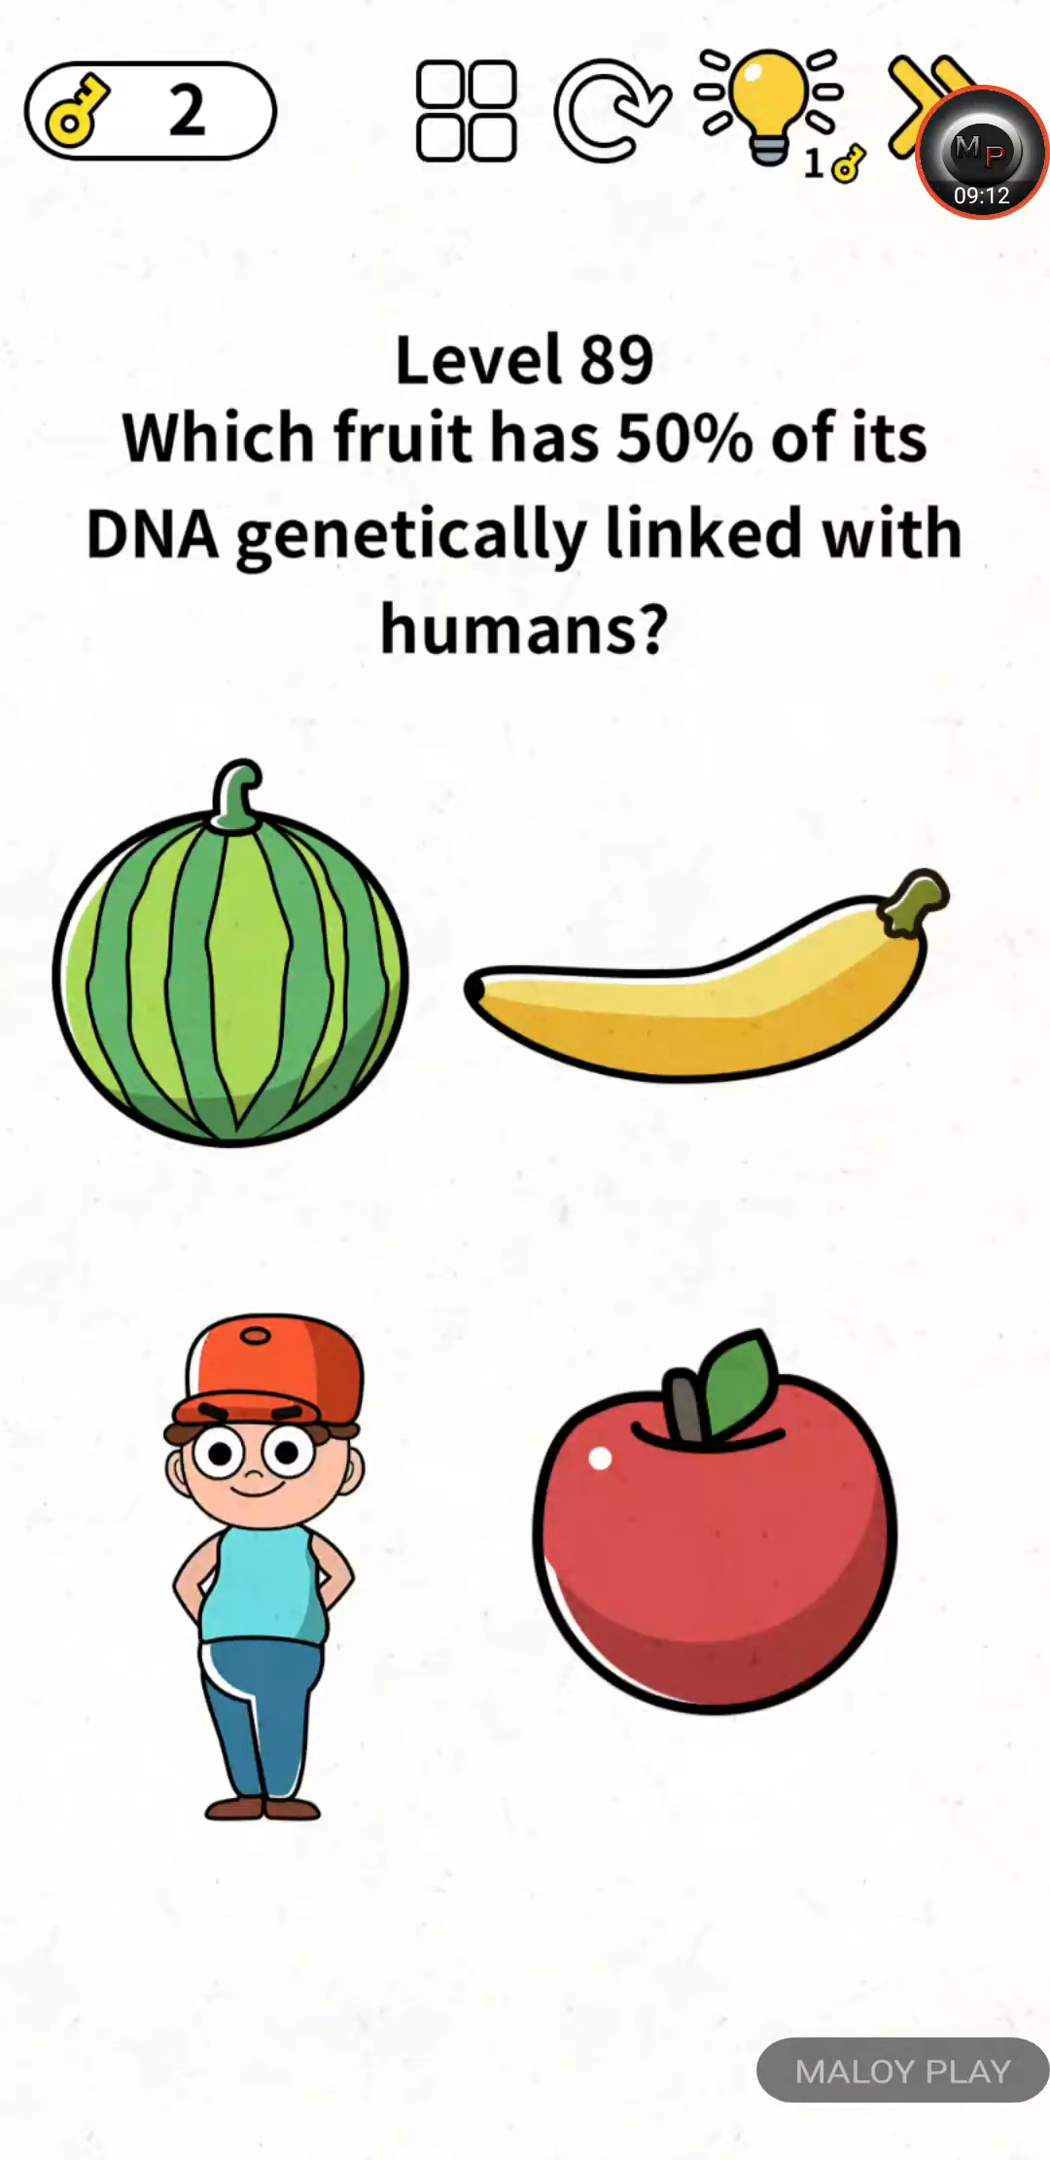 2
1
M P
09:12
Level 89
Which fruit has 50% of its
DNA genetically linked with
humans?
MALOY PLAY